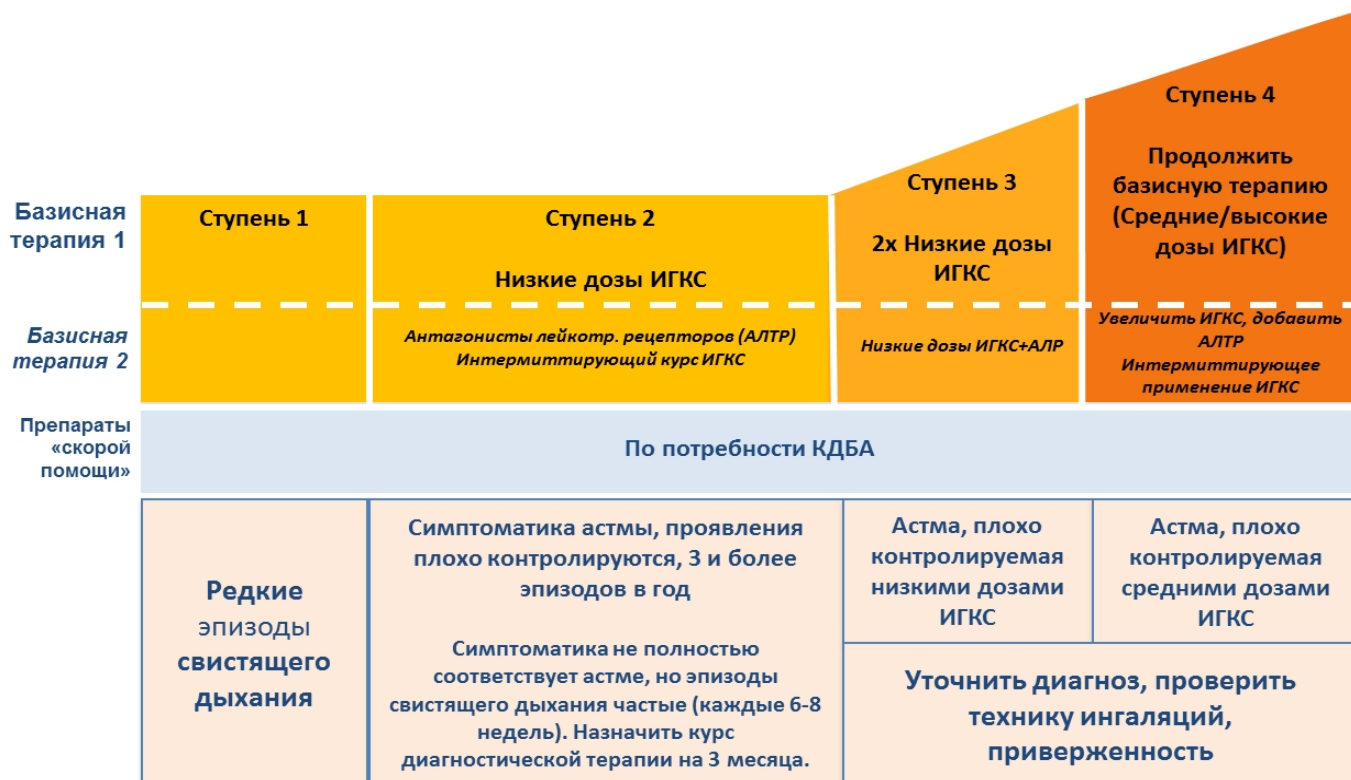 Ступень 4
Продолжить
базисную терапию
(Средние/высокие
дозы ИГКС)
Ступень 3
2х Низкие дозы
ИГКС
Базисная
терапия 1
Ступень 1
Ступень 2
Низкие дозы ИГКС
Базисная
терапия 2
Антагонисты лейкотр. рецепторов (АЛТР)
Интермиттирующий курс ИГКС
Низкие дозы ИГКС+АЛР
Увеличить ИГКС, добавить
АЛТР
Интермиттирующее
применение ИГКС
Препараты
«скорой
помощи»
По потребности КДБА
Редкие
эпизоды
свистящего
дыхания
Симптоматика астмы, проявления
плохо контролируются, 3 и более
эпизодов в год
Симптоматика не полностью
соответствует астме, но эпизоды
свистящего дыхания частые (каждые 6-8
недель). Назначить курс
диагностической терапии на 3 месяца.
Астма, плохо
контролируемая
низкими дозами
ИГКС
Астма, плохо
контролируемая
средними дозами
ИГКС
Уточнить диагноз, проверить
технику ингаляций,
приверженность